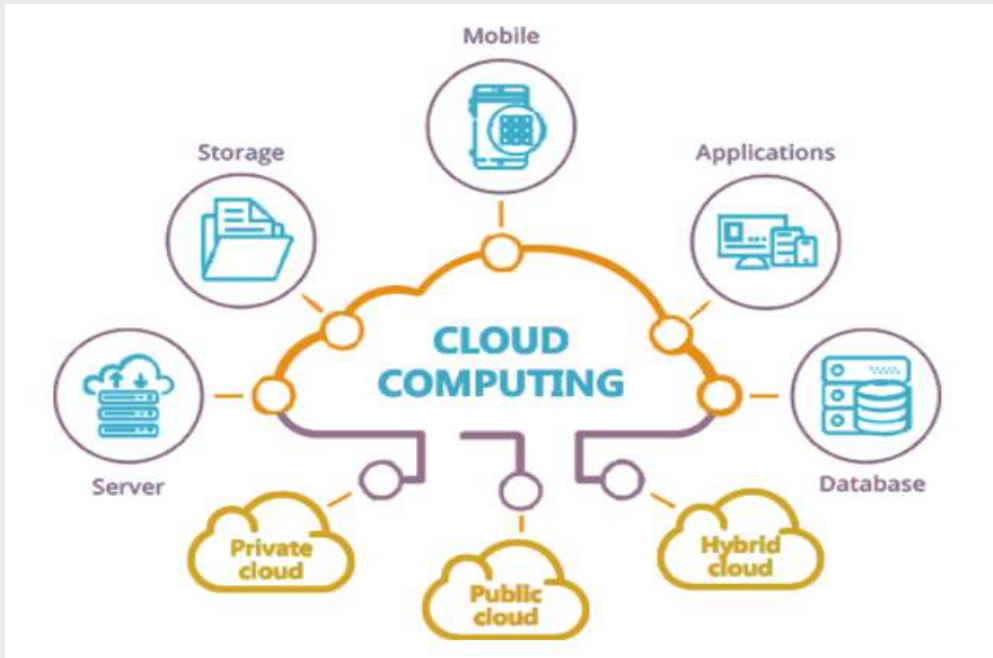 Mobile
Storage
Applications
CLOUD
COMPUTING
Server
Database
Private
cloud
Public
cloud
Hybrid
cloud